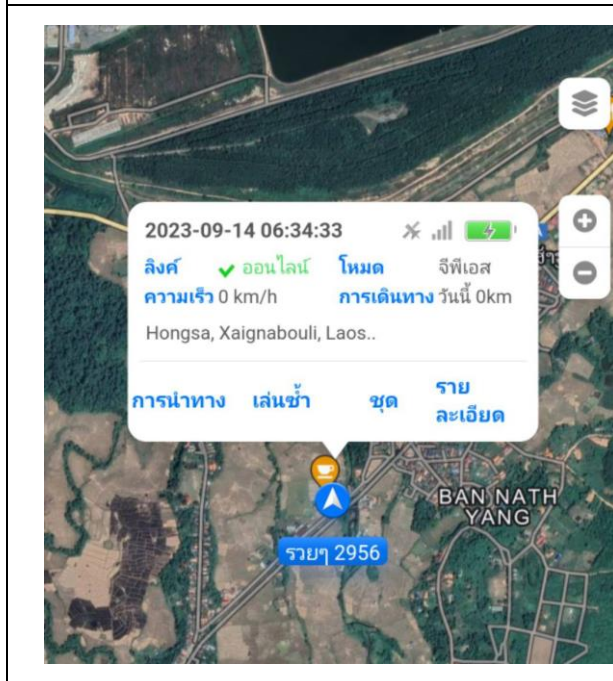 2023-09-14 06:34:33
ลิงค์ ออนไลน์ โหมด จีพีเอส
ความเร็ว 0 km/h การเดินทาง วันนี้ 0km
Hongsa, Xaignabouli, Laos..
การนำทาง เล่นซ้ำ ชุด ราย
ละเอียด
BAN NATH
YANG
รวยๆ 2956